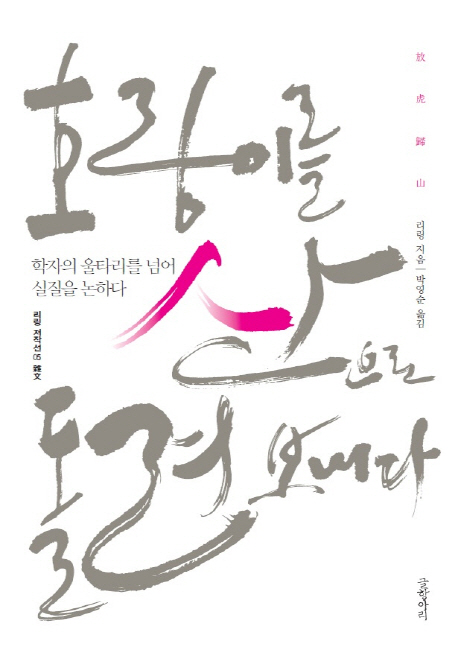 호랑이를
산으로
돌려보내다
放虎歸山
리링 지음 | 박영순 옮김
학자의 울타리를 넘어
실질을 논하다
리링 저작선 05 雜文
글항아리